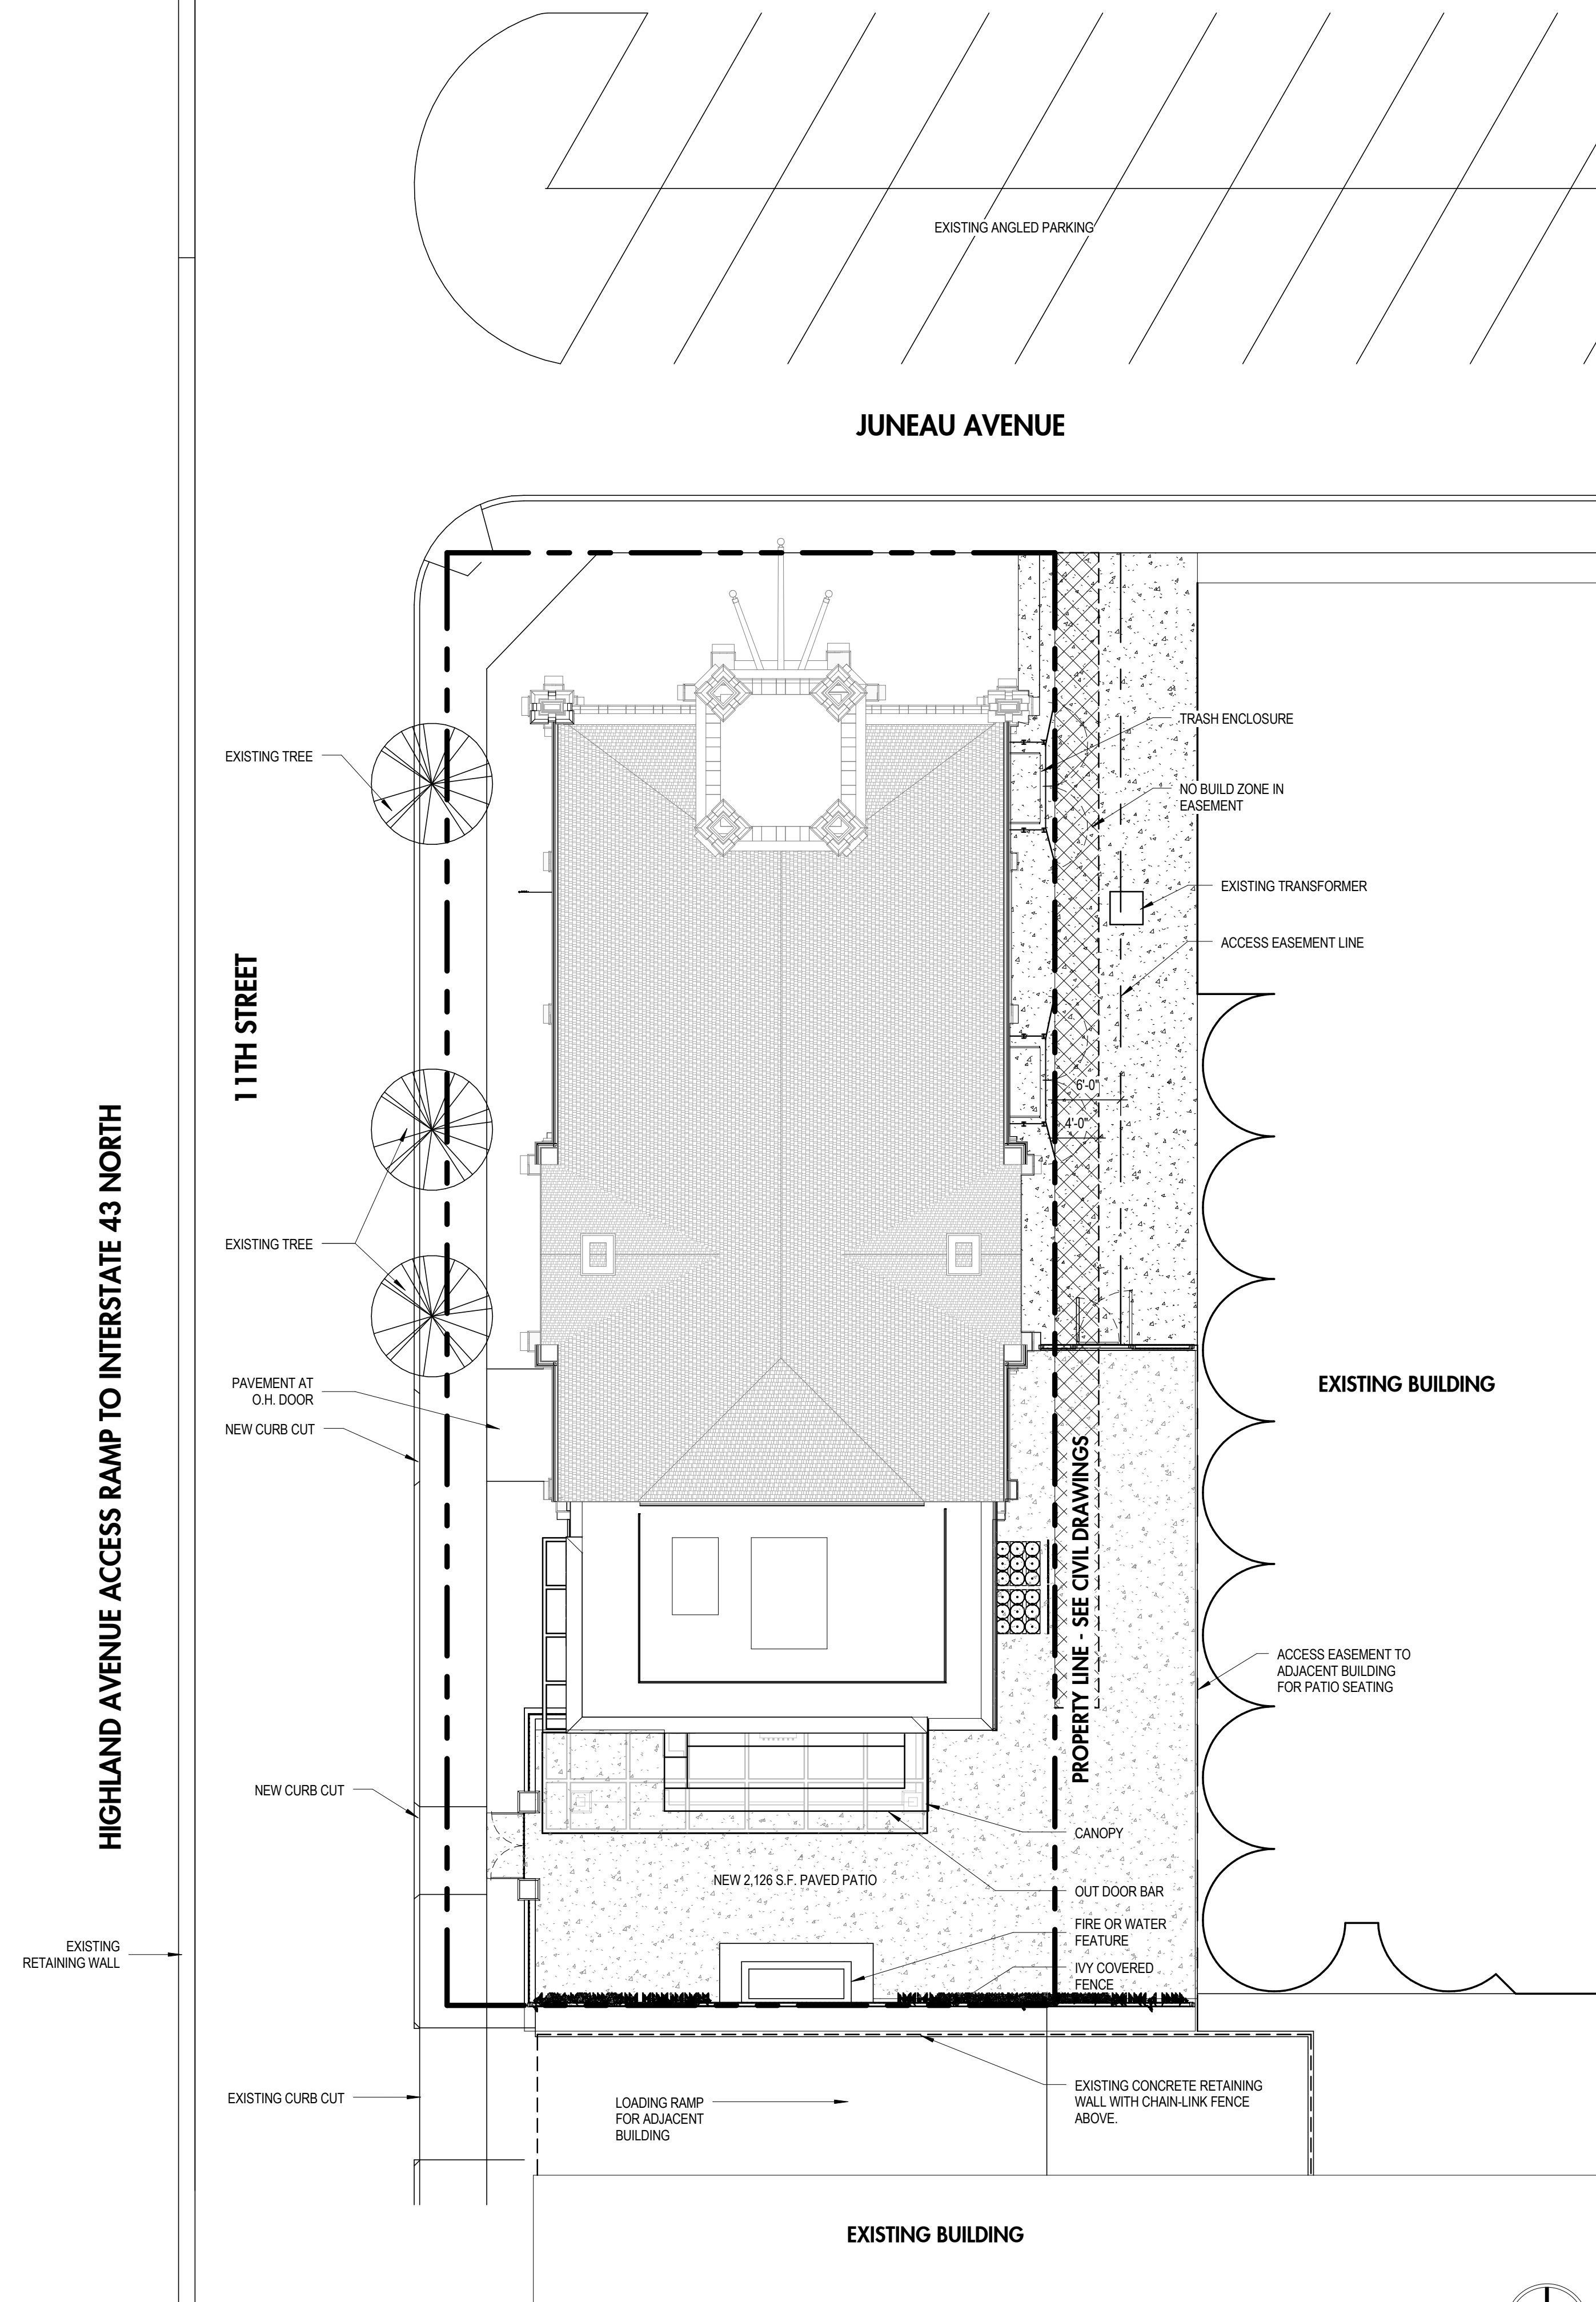 EXISTING ANGLED PARKING
JUNEAU AVENUE
TRASH ENCLOSURE
EXISTING TREE
NO BUILD ZONE IN
EASEMENT
EXISTING TRANSFORMER
ACCESS EASEMENT LINE
11TH STREET
6'-0"
4'-0"
HIGHLAND AVENUE ACCESS RAMP TO INTERSTATE 43 NORTH
EXISTING TREE
PAVEMENT AT
O.H. DOOR
EXISTING BUILDING
NEW CURB CUT
PROPERTY LINE - SEE CIVIL DRAWINGS
ACCESS EASEMENT TO
ADJACENT BUILDING
FOR PATIO SEATING
NEW CURB CUT
CANOPY
NEW 2,126 S.F. PAVED PATIO
OUT DOOR BAR
FIRE OR WATER
FEATURE
EXISTING
RETAINING WALL
IVY COVERED
FENCE
EXISTING CURB CUT
LOADING RAMP
FOR ADJACENT
BUILDING
EXISTING CONCRETE RETAINING
WALL WITH CHAIN-LINK FENCE
ABOVE.
EXISTING BUILDING